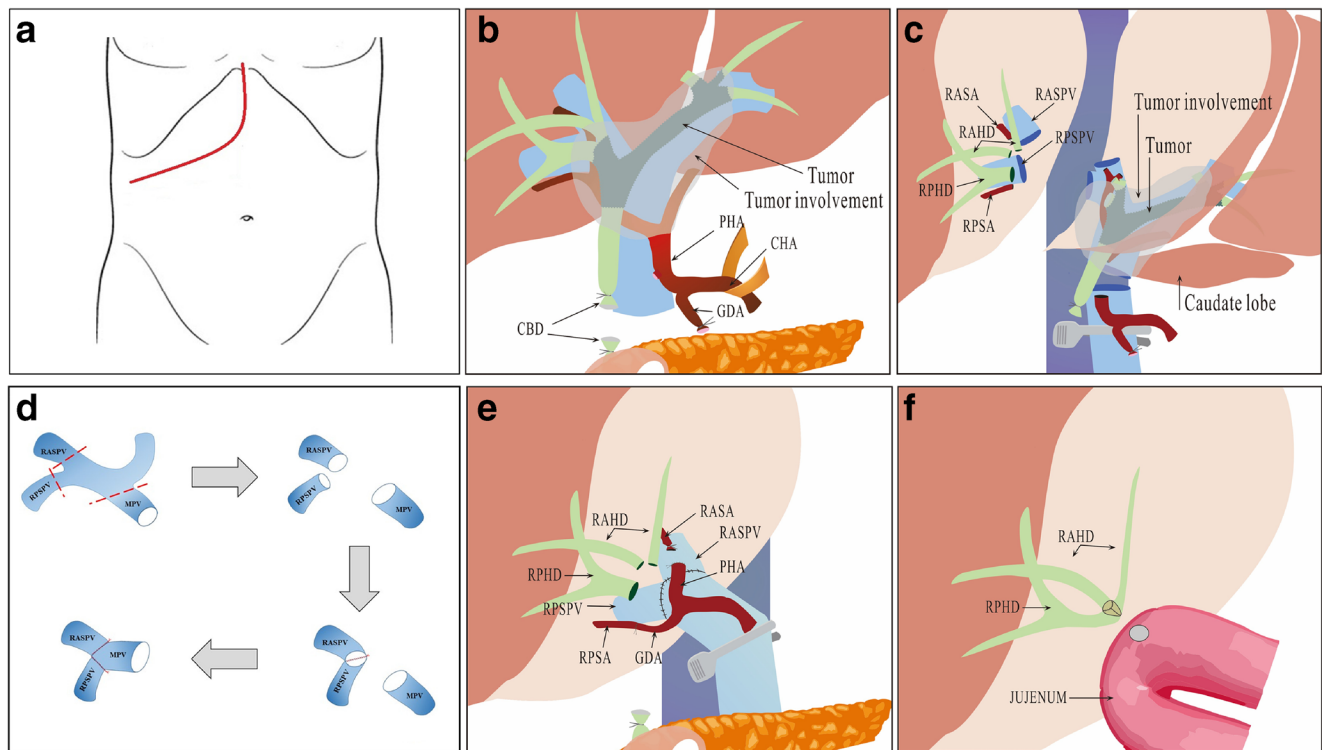 a
b
Tumor
Tumor involvement
PHA
CHA
GDA
CBD
c
RASA
RASPV
RAHD
RPSPV
RPHD
RPSA
Tumor involvement
Tumor
Caudate lobe
d
RASPV
RPSPV
MPV
RASPV
RPSPV
MPV
RASPV
RPSPV
MPV
RASPV
RPSPV
MPV
e
RASA
RAHD
RASPV
PHA
RPHD
RPSPV
RPSA
GDA
f
RAHD
RPHD
JUJENUM